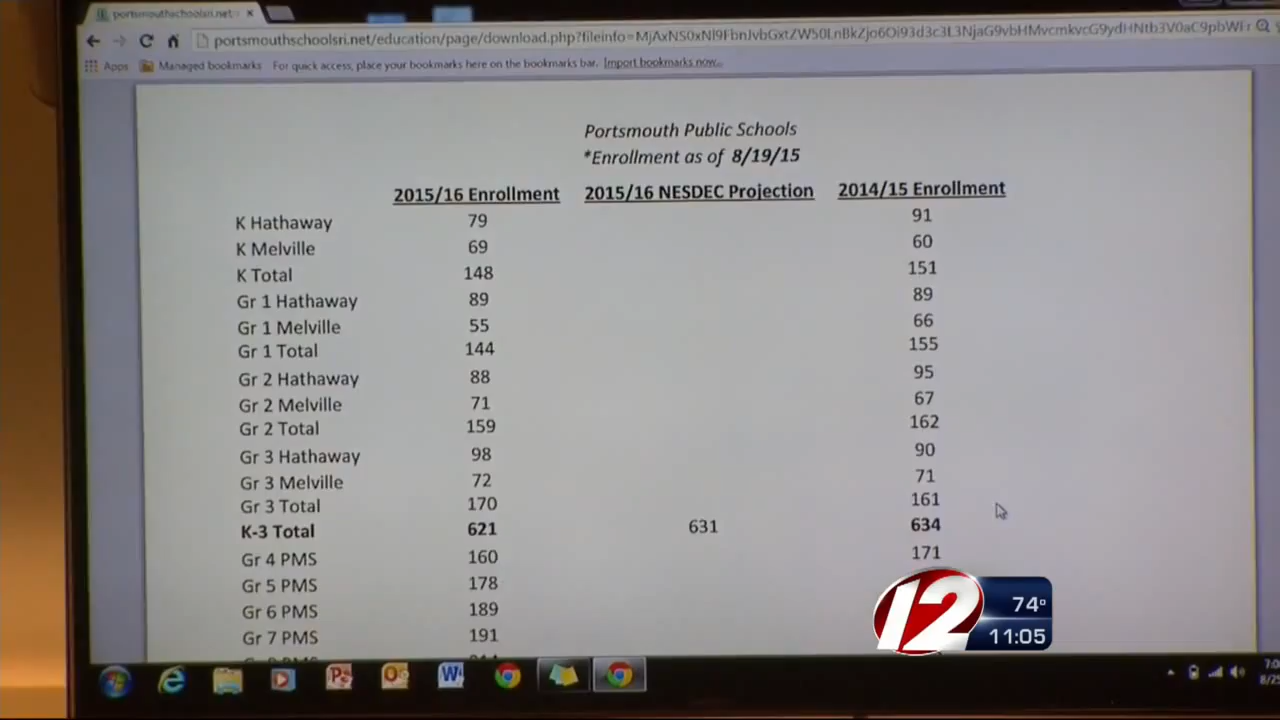 portsmouthschoolsri.net
Apps Managed bookmarks For quick access, place your bookmarks here on the bookmarks bar. Import bookmarks now...
Portsmouth Public Schools
*Enrollment as of 8/19/15
2015/16 Enrollment 2015/16 NESDEC Projection 2014/15 Enrollment
K Hathaway 79 91
K Melville 69 60
K Total 148 151
Gr 1 Hathaway 89 89
Gr 1 Melville 55 66
Gr 1 Total 144 155
Gr 2 Hathaway 88 95
Gr 2 Melville 71 67
Gr 2 Total 159 162
Gr 3 Hathaway 98 90
Gr 3 Melville 72 71
Gr 3 Total 170 161
K-3 Total 621 631 634
Gr 4 PMS 160 171
Gr 5 PMS 178
Gr 6 PMS 189
Gr 7 PMS 191
12 74°
11:05